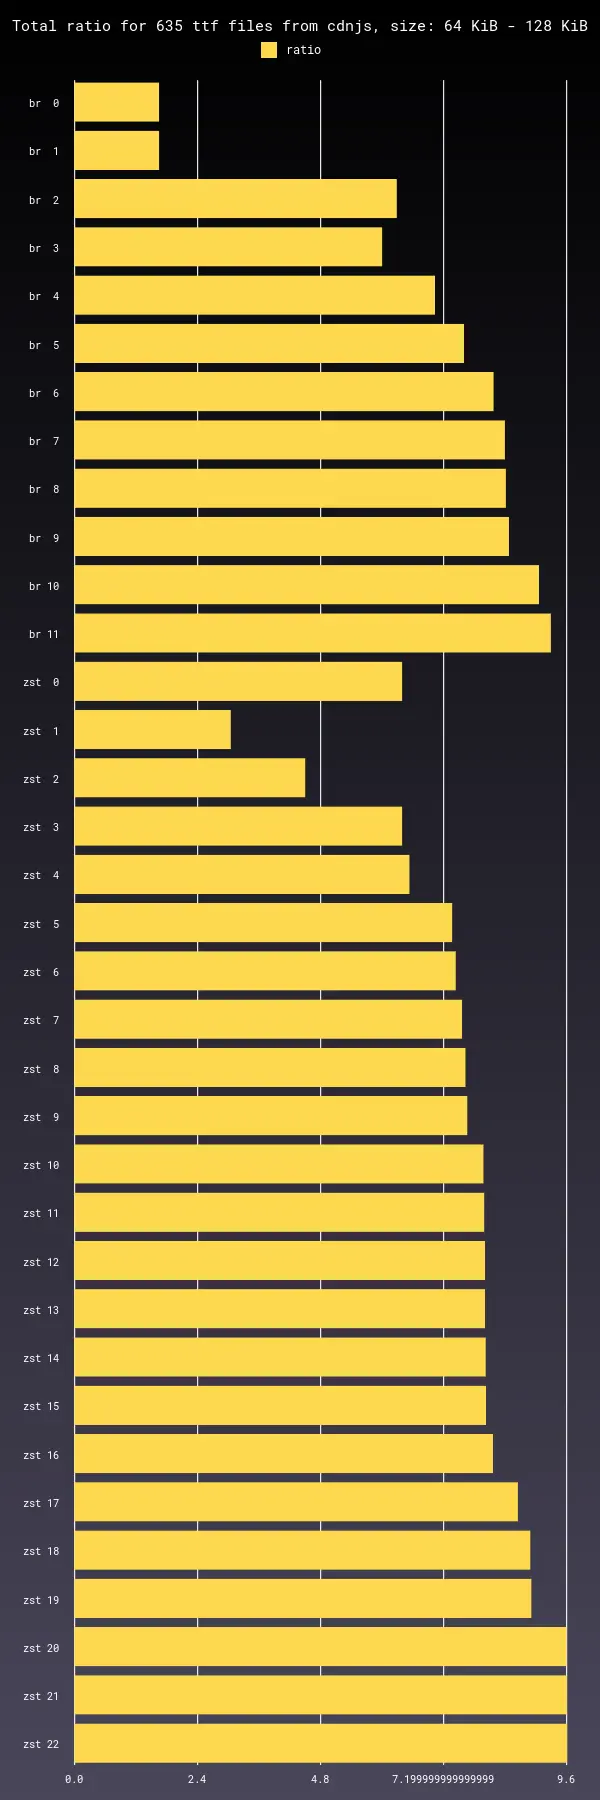 Total ratio for 635 ttf files from cdnjs, size: 64 KiB - 128 KiB
ratio
br  0
br  1
br  2
br  3
br  4
br  5
br  6
br  7
br  8
br  9
br 10
br 11
zst  0
zst  1
zst  2
zst  3
zst  4
zst  5
zst  6
zst  7
zst  8
zst  9
zst 10
zst 11
zst 12
zst 13
zst 14
zst 15
zst 16
zst 17
zst 18
zst 19
zst 20
zst 21
zst 22
0.0 2.4 4.8 7.199999999999999 9.6